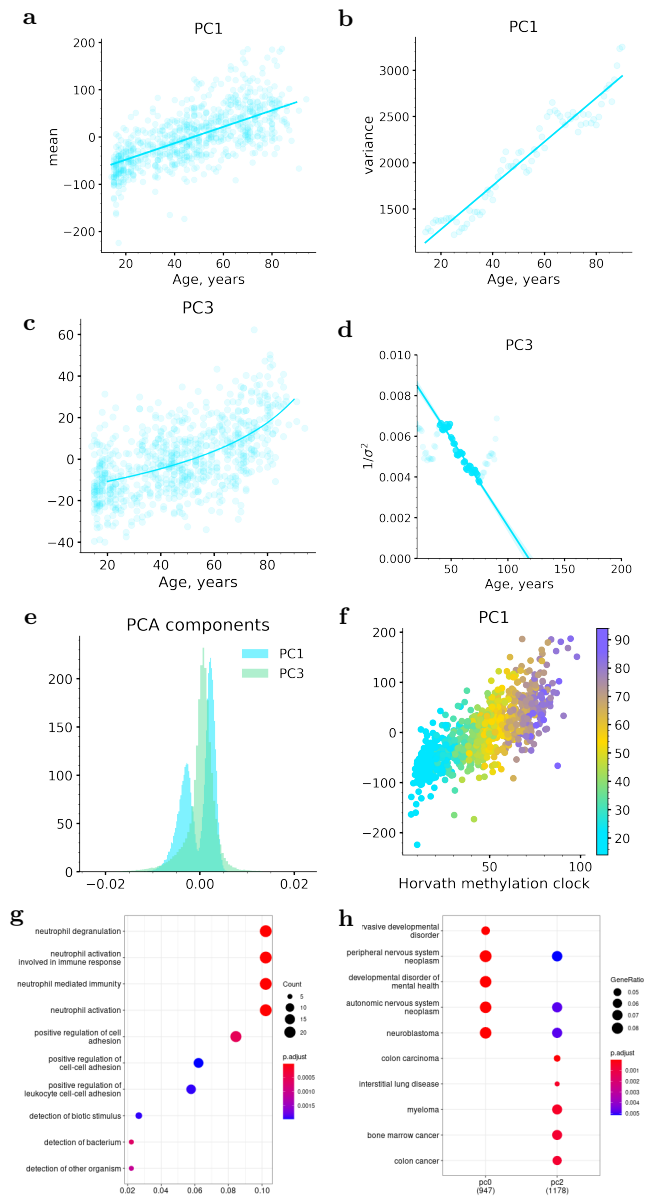 a
PC1
200
100
0
−100
−200
mean
20
40
60
80
Age, years
b
PC1
3000
2500
2000
1500
variance
20
40
60
80
Age, years
c
PC3
60
40
20
0
−20
−40
20
40
60
80
Age, years
d
PC3
0.010
0.008
0.006
0.004
0.002
0.000
1/σ²
50
100
150
200
Age, years
e
PCA components
PC1
PC3
200
150
100
50
0
−0.02
0.00
0.02
f
PC1
200
100
0
−100
−200
50
100
Horvath methylation clock
90
80
70
60
50
40
30
20
g
neutrophil degranulation
neutrophil activation
involved in immune response
neutrophil mediated immunity
neutrophil activation
positive regulation of cell
adhesion
positive regulation of
cell-cell adhesion
positive regulation of
leukocyte cell-cell adhesion
detection of biotic stimulus
detection of bacterium
detection of other organism
0.02
0.04
0.06
0.08
0.10
Count
5
10
15
20
p.adjust
0.0005
0.0010
0.0015
h
vasive developmental
disorder
peripheral nervous system
neoplasm
developmental disorder of
mental health
autonomic nervous system
neoplasm
neuroblastoma
colon carcinoma
interstitial lung disease
myeloma
bone marrow cancer
colon cancer
pc0
(947)
pc2
(1178)
GeneRatio
0.05
0.06
0.07
0.08
p.adjust
0.001
0.002
0.003
0.004
0.005